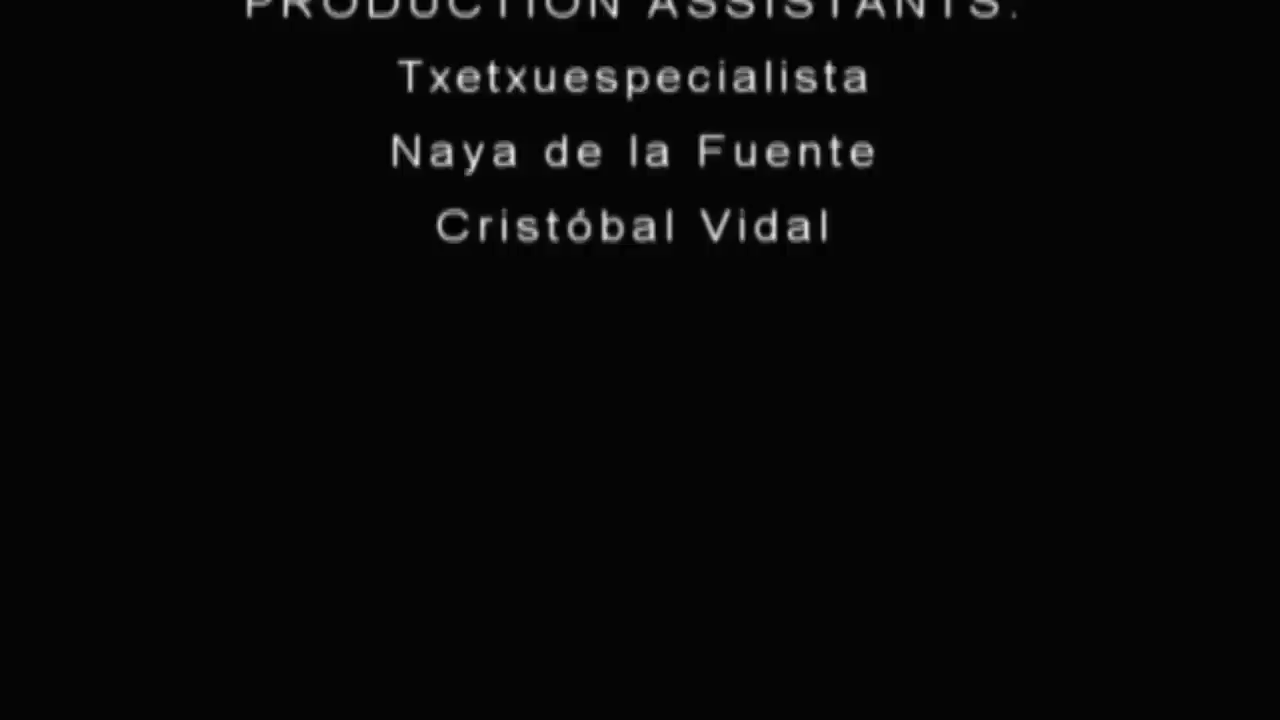 PRODUCTION ASSISTANTS:
Txetxuespecialista
Naya de la Fuente
Cristóbal Vidal